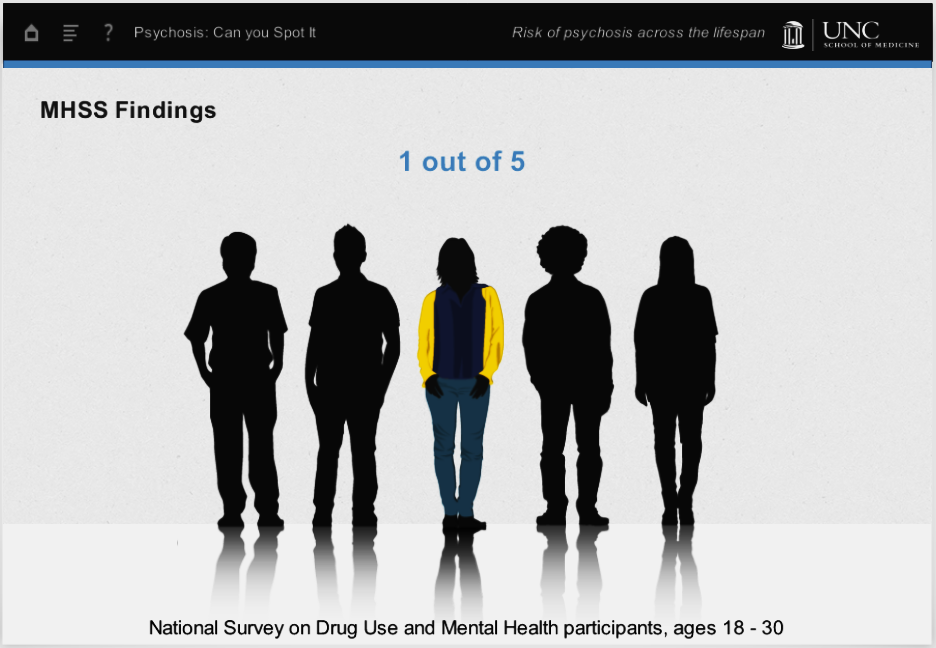 ? Psychosis: Can you Spot It
Risk of psychosis across the lifespan
UNC
SCHOOL OF MEDICINE
MHSS Findings
1 out of 5
National Survey on Drug Use and Mental Health participants, ages 18 - 30